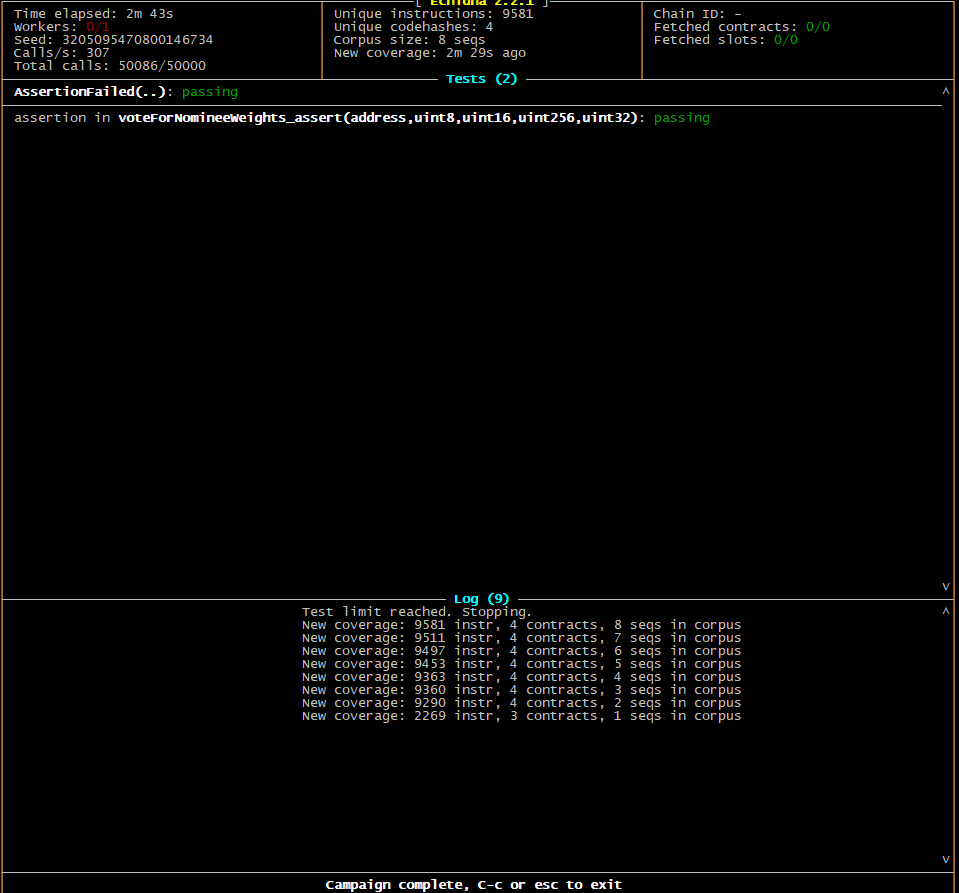 [ Echidna 2.2.1 ]
Time elapsed: 2m 43s
Workers: 0/1
Seed: 3205095470800146734
Calls/s: 307
Total calls: 50086/50000
Unique instructions: 9581
Unique codehashes: 4
Corpus size: 8 seqs
New coverage: 2m 29s ago
Chain ID: -
Fetched contracts: 0/0
Fetched slots: 0/0
Tests (2)
AssertionFailed(..): passing
assertion in voteForNomineeWeights_assert(address,uint8,uint16,uint256,uint32): passing
Log (9)
Test limit reached. Stopping.
New coverage: 9581 instr, 4 contracts, 8 seqs in corpus
New coverage: 9511 instr, 4 contracts, 7 seqs in corpus
New coverage: 9497 instr, 4 contracts, 6 seqs in corpus
New coverage: 9453 instr, 4 contracts, 5 seqs in corpus
New coverage: 9363 instr, 4 contracts, 4 seqs in corpus
New coverage: 9360 instr, 4 contracts, 3 seqs in corpus
New coverage: 9290 instr, 4 contracts, 2 seqs in corpus
New coverage: 2269 instr, 3 contracts, 1 seqs in corpus
Campaign complete, C-c or esc to exit